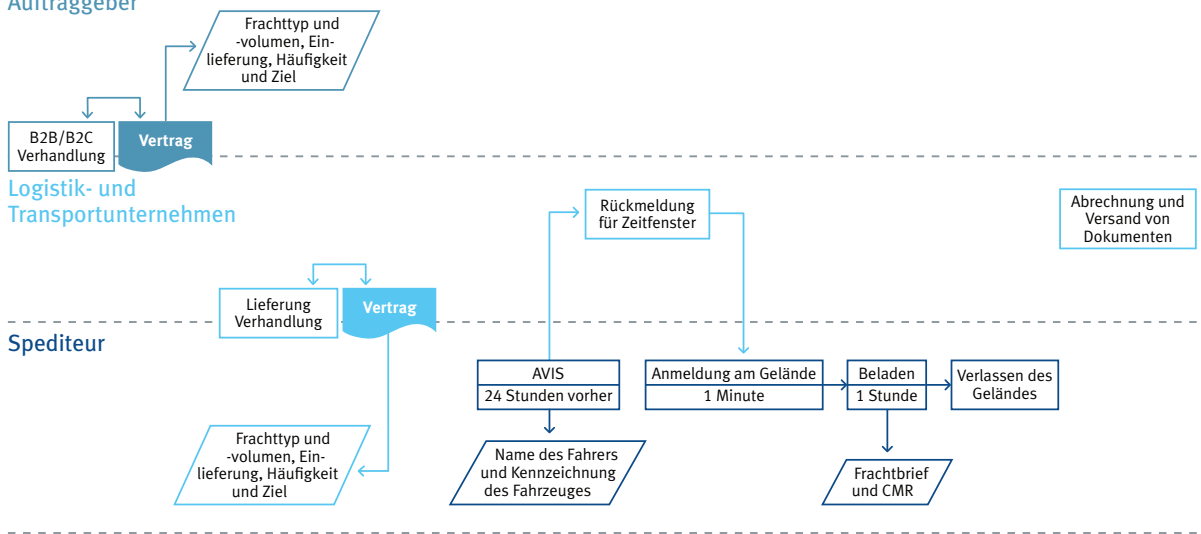 Auftraggeber
Frachttyp und
-volumen, Ein-
lieferung, Häufigkeit
und Ziel
B2B/B2C
Verhandlung
Vertrag
Logistik- und
Transportunternehmen
Rückmeldung
für Zeitfenster
Abrechnung und
Versand von
Dokumenten
Lieferung
Verhandlung
Vertrag
Spediteur
AVIS
24 Stunden vorher
Anmeldung am Gelände
1 Minute
Beladen
1 Stunde
Verlassen des
Geländes
Frachttyp und
-volumen, Ein-
lieferung, Häufigkeit
und Ziel
Name des Fahrers
und Kennzeichnung
des Fahrzeuges
Frachtbrief
und CMR